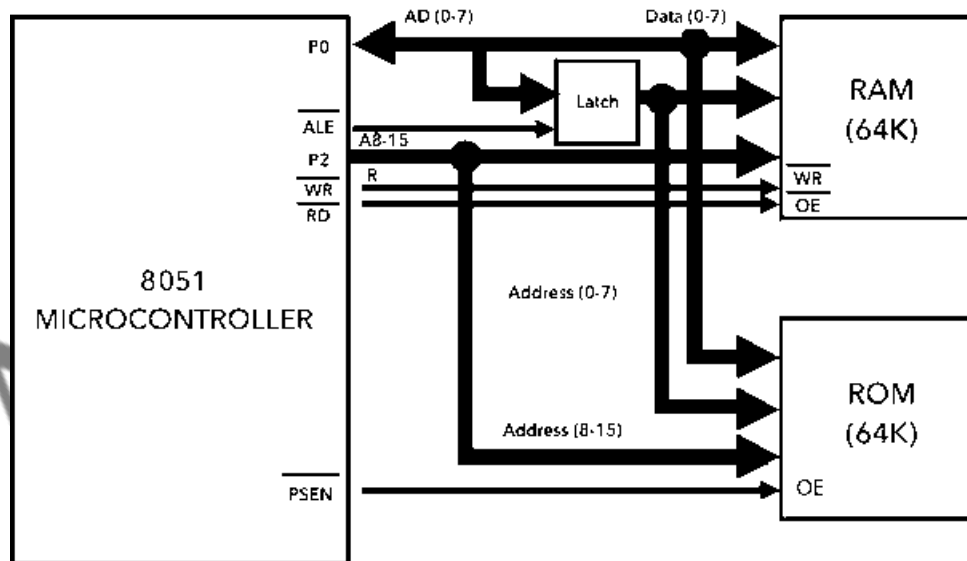 AD (0-7)
Data (0-7)
P0
Latch
RAM
(64K)
ALE
A8-15
P2
R
WR
WR
RD
OE
8051
MICROCONTROLLER
Address (0-7)
ROM
(64K)
Address (8-15)
PSEN
OE